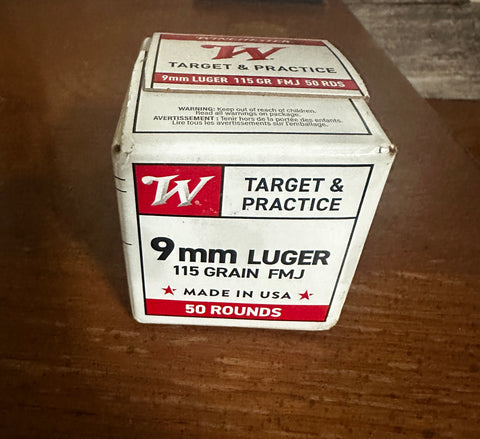 WINCHESTER
W
TARGET & PRACTICE
9mm LUGER 115 GR FMJ 50 RDS
WARNING: Keep out of reach of children.
Read all warnings on package.
AVERTISSEMENT : Tenir hors de la portée des enfants.
Lire tous les avertissements sur l'emballage.
W
TARGET &
PRACTICE
9mm LUGER
115 GRAIN FMJ
★ MADE IN USA ★
50 ROUNDS